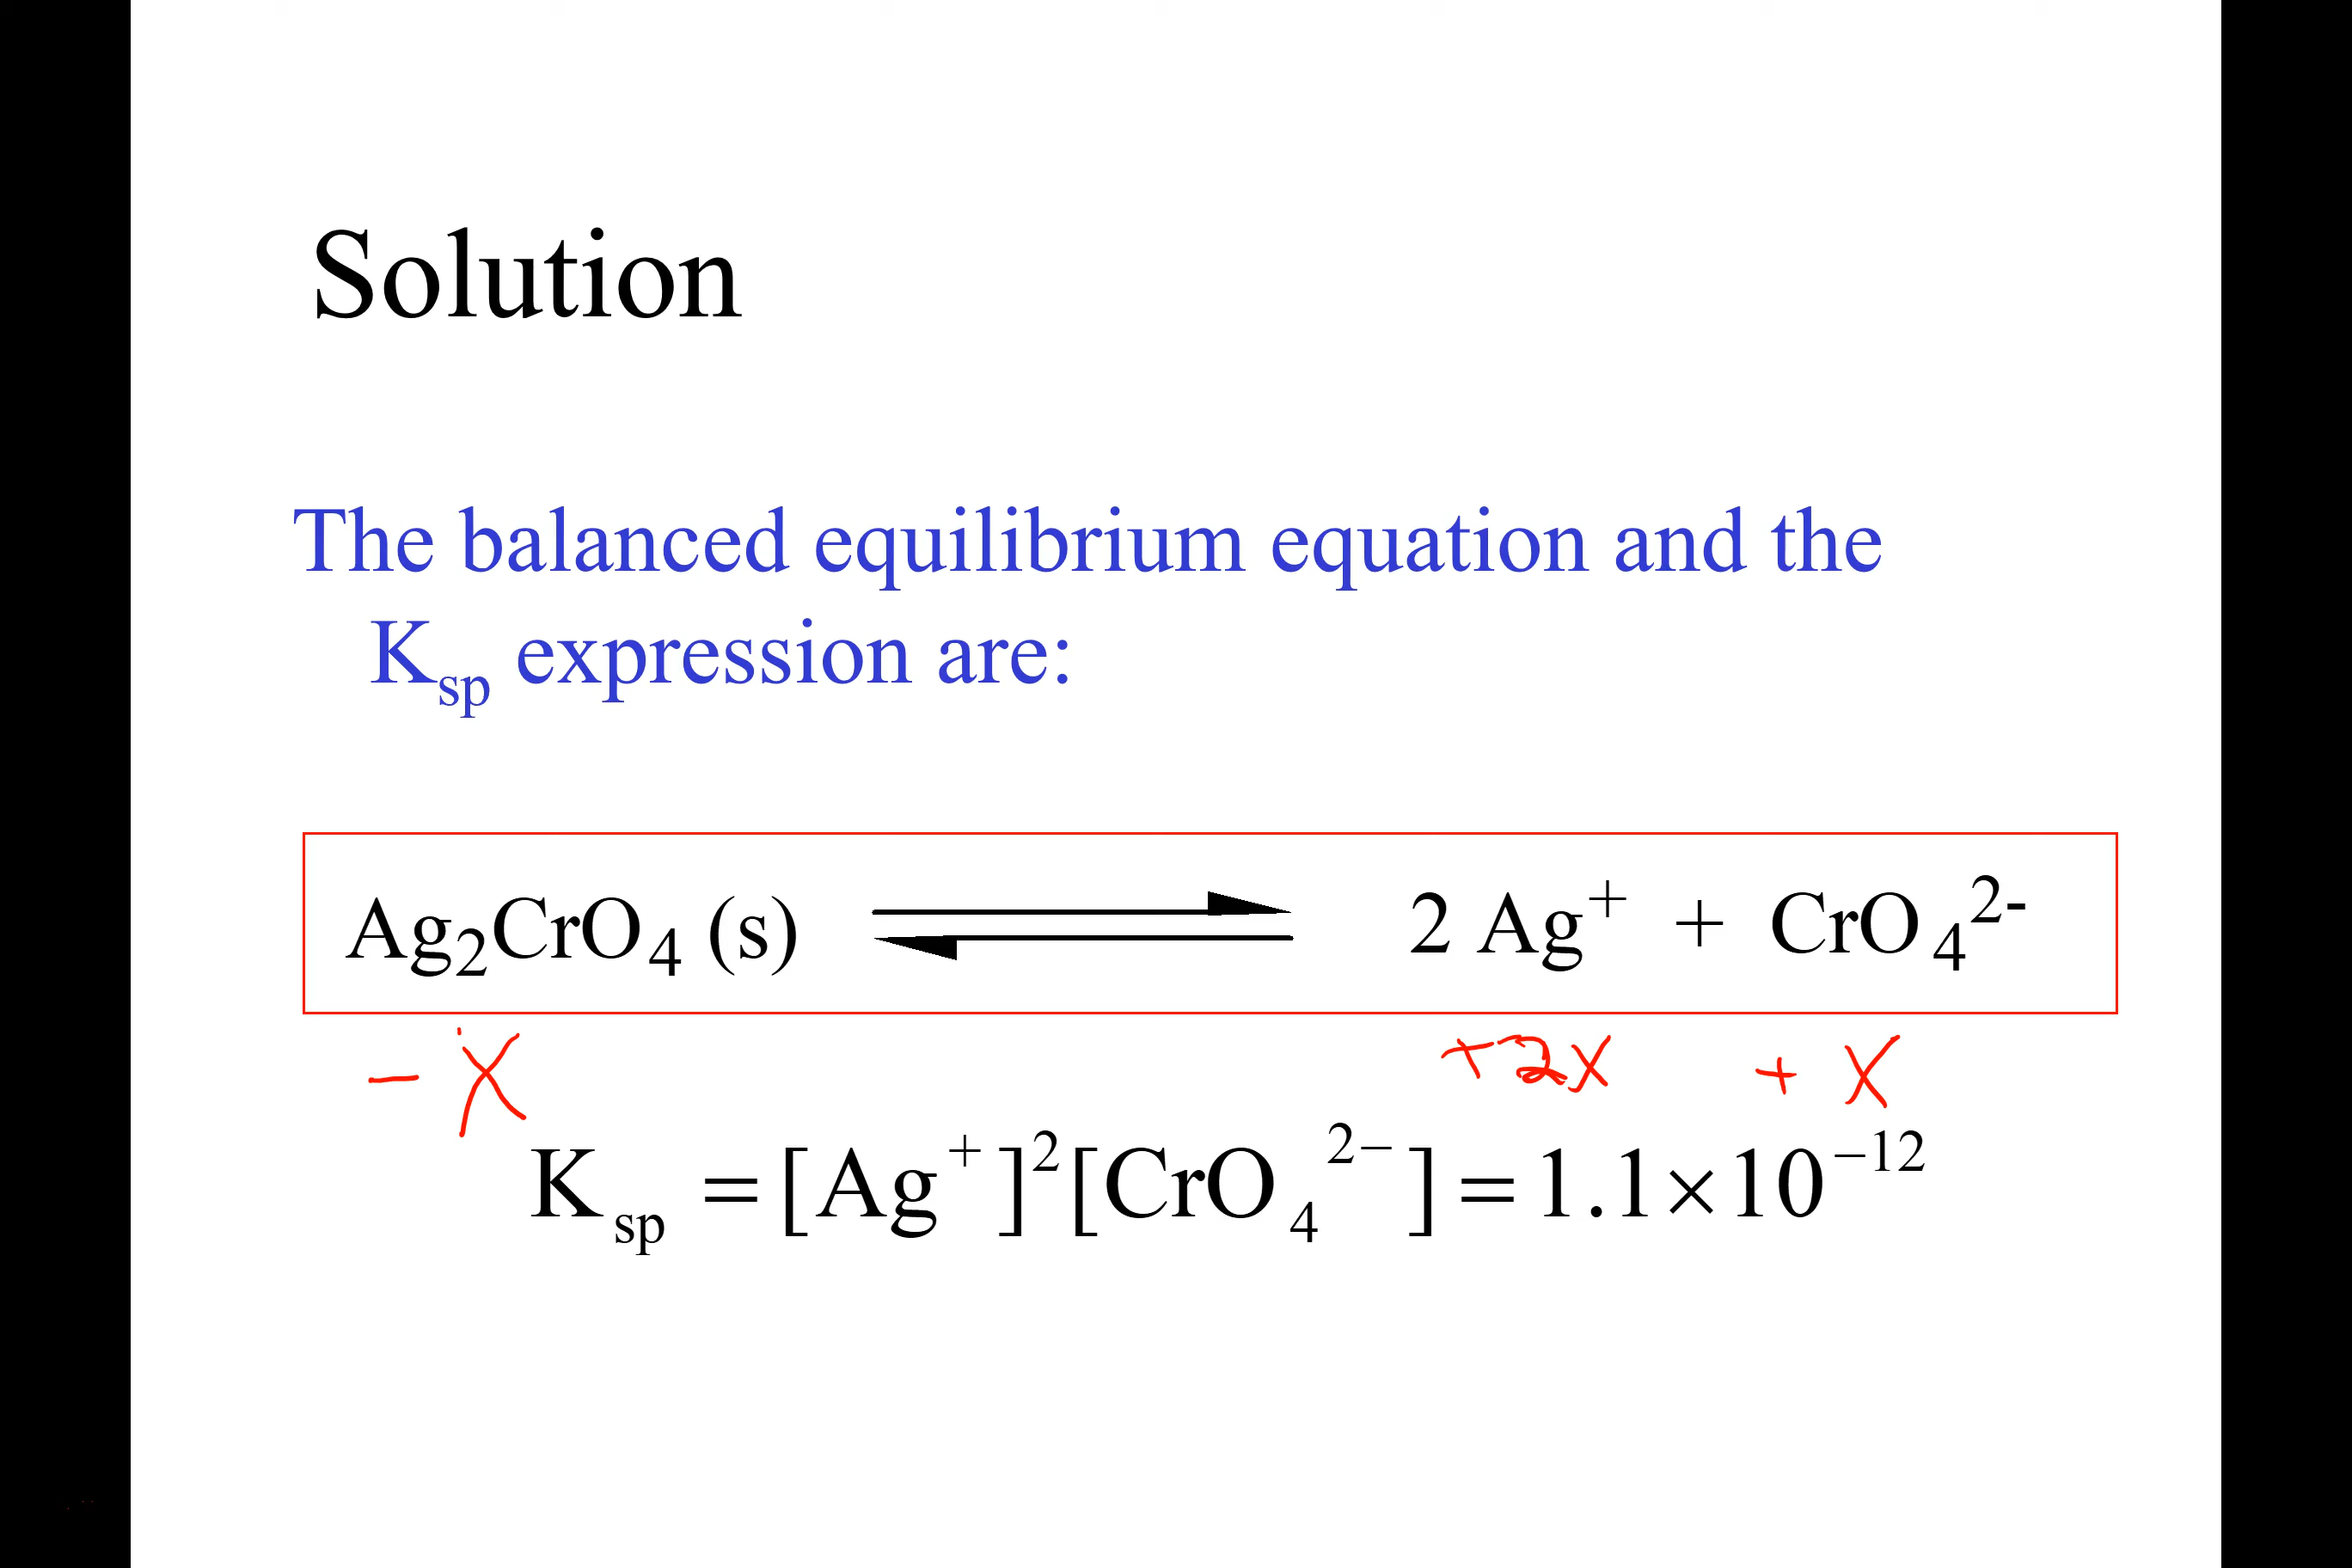 Solution
The balanced equilibrium equation and the
Ksp expression are:
Ag₂CrO₄ (s) ⇌ 2 Ag⁺ + CrO₄²⁻
− X +2X + X
Ksp = [Ag⁺]²[CrO₄²⁻] = 1.1×10⁻¹²